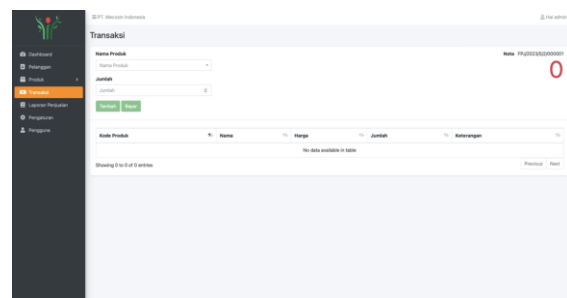 PT. Wecoin Indonesia
Hai admin
Transaksi
Dashboard
Pelanggan
Produk
Transaksi
Laporan Penjualan
Pengaturan
Pengguna
Nama Produk
Nama Produk
Jumlah
Jumlah
Tambah Bayar
Nota
0
Kode Produk Nama Harga Jumlah Keterangan
No data available in table
Showing 0 to 0 of 0 entries
Previous Next